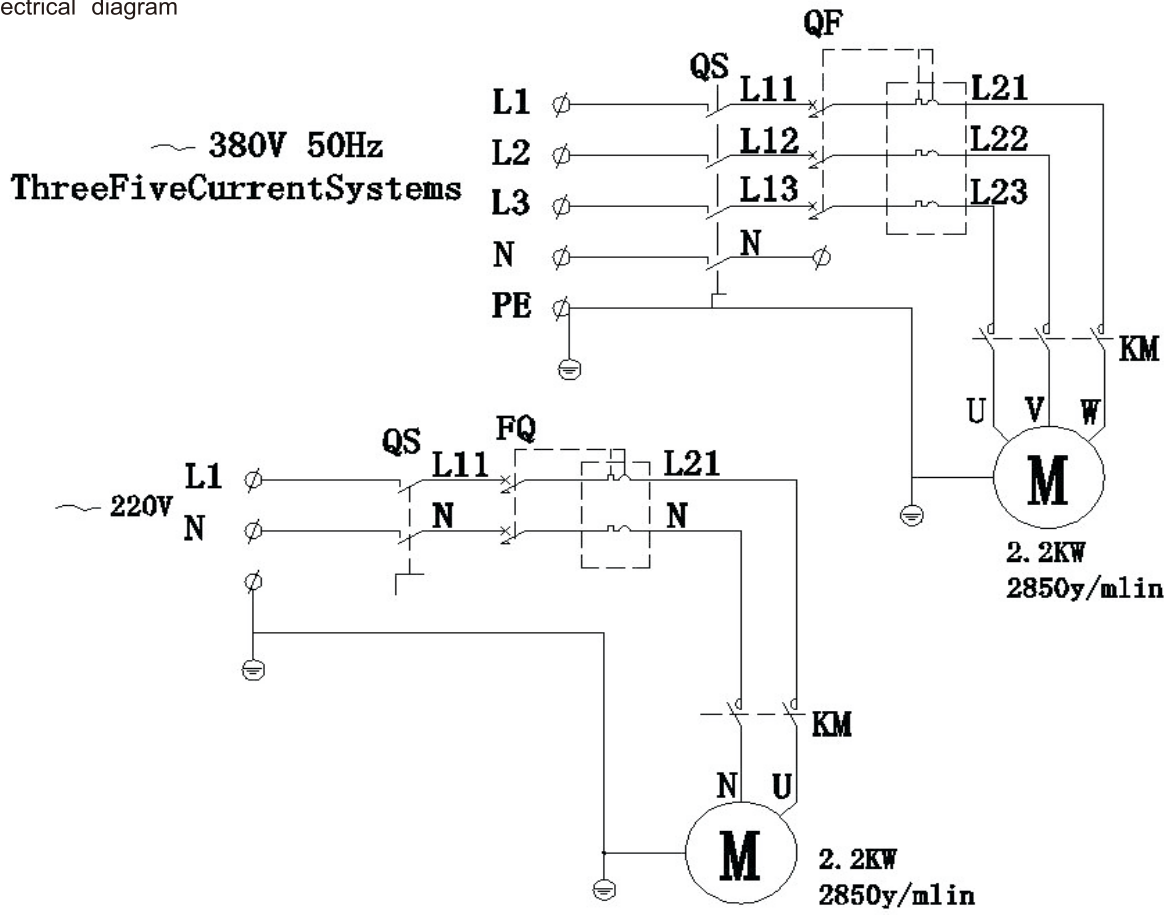 ectrical diagram
QF
QS
L1 L11 L21
~ 380V 50Hz
L2 L12 L22
ThreeFiveCurrentSystems
L3 L13 L23
N N
PE
KM
U V W
M
2.2KW
2850y/mlin
QS FQ
L1 L11 L21
~ 220V
N N N
KM
N U
M
2.2KW
2850y/mlin